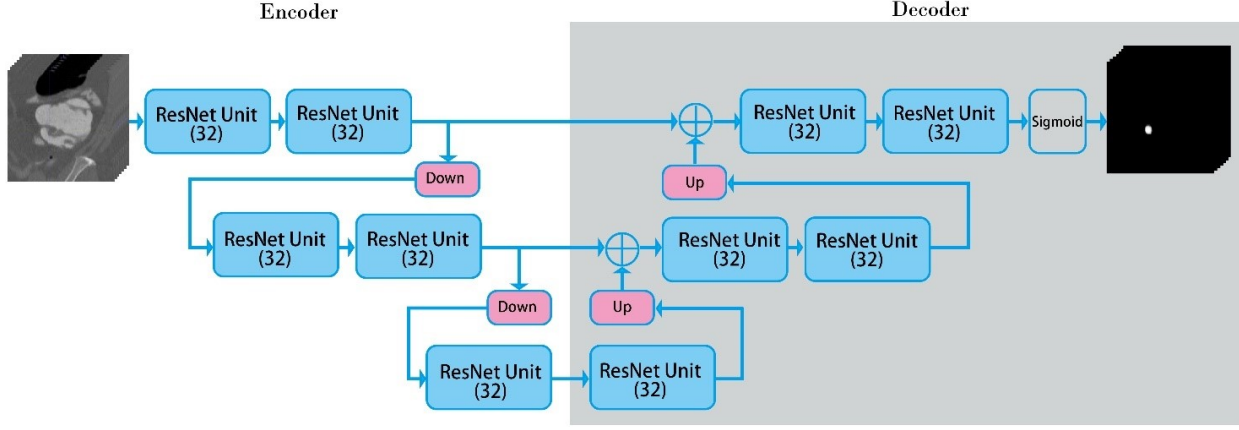 Encoder
Decoder
ResNet Unit
(32)
ResNet Unit
(32)
ResNet Unit
(32)
ResNet Unit
(32)
Sigmoid
Down
Up
ResNet Unit
(32)
ResNet Unit
(32)
ResNet Unit
(32)
ResNet Unit
(32)
Down
Up
ResNet Unit
(32)
ResNet Unit
(32)